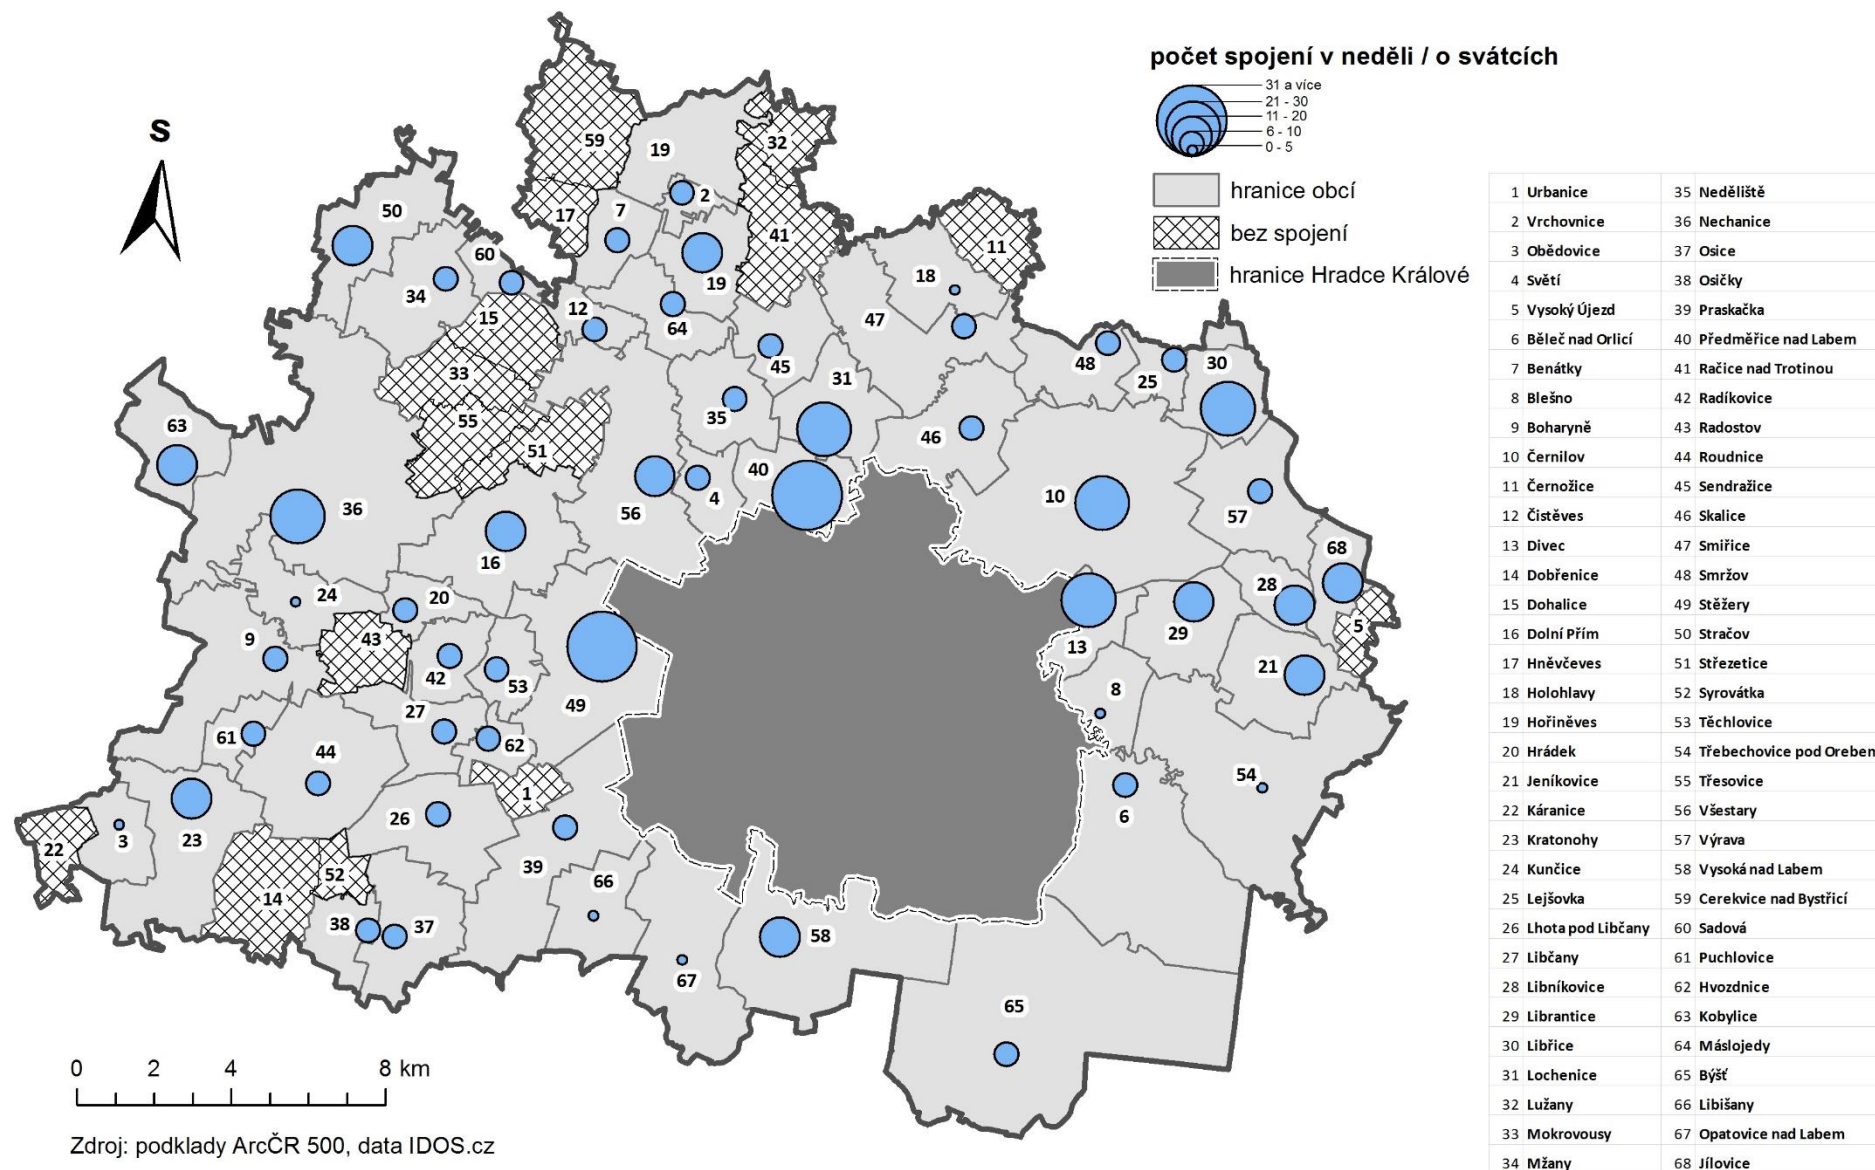 počet spojení v neděli / o svátcích
31 a více
21 - 30
11 - 20
6 - 10
0 - 5
hranice obcí
bez spojení
hranice Hradce Králové
S
59
19
32
2
17
7
50
41
11
60
34
19
18
15
12
64
47
33
45
48
25
30
31
63
35
55
46
51
40
4
36
56
10
57
16
68
24
20
28
9
43
29
5
13
21
42
53
8
27
49
61
62
44
54
1
6
26
3
23
22
39
52
66
14
38
37
58
67
65
0 2 4 8 km
Zdroj: podklady ArcČR 500, data IDOS.cz
1 Urbanice 35 Neděliště
2 Vrchovnice 36 Nechanice
3 Obědovice 37 Osice
4 Světí 38 Osičky
5 Vysoký Újezd 39 Praskačka
6 Běleč nad Orlicí 40 Předměřice nad Labem
7 Benátky 41 Račice nad Trotinou
8 Blešno 42 Radíkovice
9 Boharyně 43 Radostov
10 Černilov 44 Roudnice
11 Černožice 45 Sendražice
12 Čistěves 46 Skalice
13 Divec 47 Smiřice
14 Dobřenice 48 Smržov
15 Dohalice 49 Stěžery
16 Dolní Přím 50 Stračov
17 Hněvčeves 51 Střezetice
18 Holohlavy 52 Syrovátka
19 Hořiněves 53 Těchlovice
20 Hrádek 54 Třebechovice pod Orebem
21 Jeníkovice 55 Třesovice
22 Káranice 56 Všestary
23 Kratonohy 57 Výrava
24 Kunčice 58 Vysoká nad Labem
25 Lejšovka 59 Cerekvice nad Bystřicí
26 Lhota pod Libčany 60 Sadová
27 Libčany 61 Puchlovice
28 Libníkovice 62 Hvozdnice
29 Librantice 63 Kobylice
30 Libřice 64 Máslojedy
31 Lochenice 65 Býšť
32 Lužany 66 Libišany
33 Mokrovousy 67 Opatovice nad Labem
34 Mžany 68 Jílovice